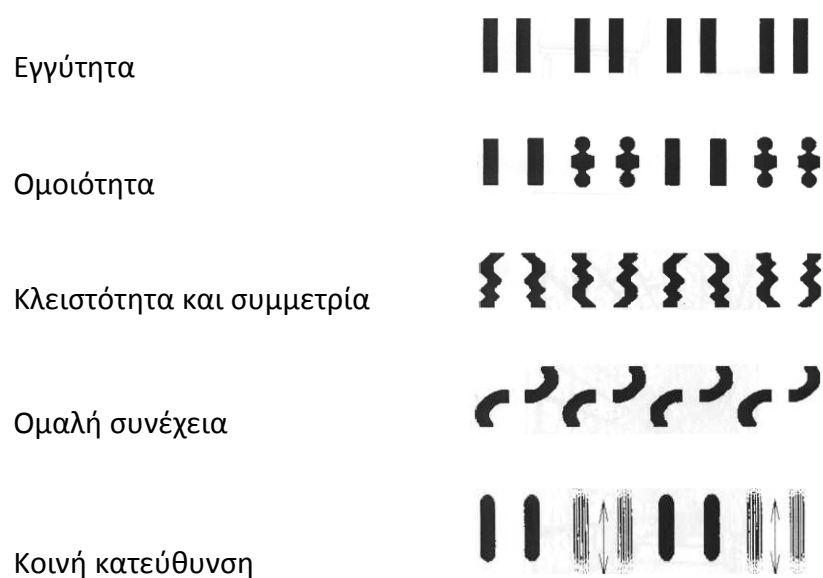 Εγγύτητα
Ομοιότητα
Κλειστότητα και συμμετρία
Ομαλή συνέχεια
Κοινή κατεύθυνση